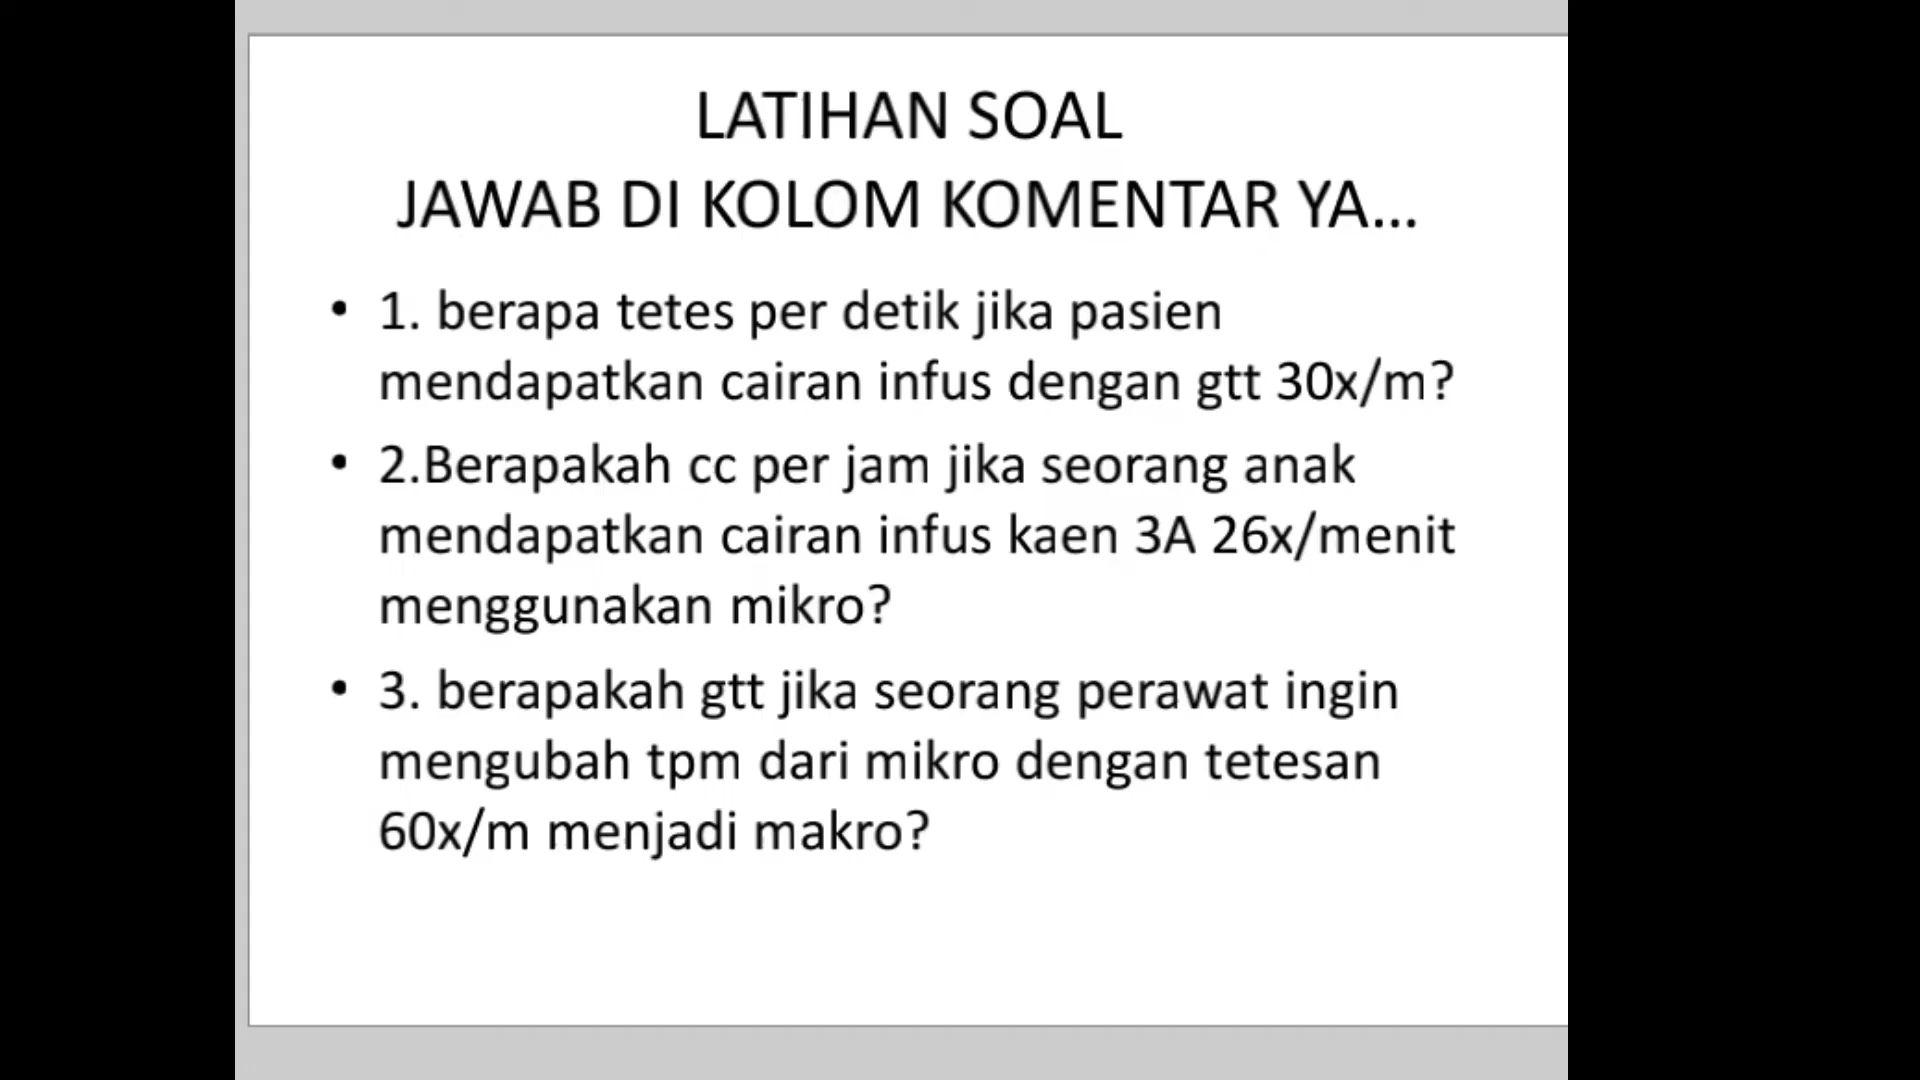 LATIHAN SOAL
JAWAB DI KOLOM KOMENTAR YA...
• 1. berapa tetes per detik jika pasien
mendapatkan cairan infus dengan gtt 30x/m?
• 2.Berapakah cc per jam jika seorang anak
mendapatkan cairan infus kaen 3A 26x/menit
menggunakan mikro?
• 3. berapakah gtt jika seorang perawat ingin
mengubah tpm dari mikro dengan tetesan
60x/m menjadi makro?